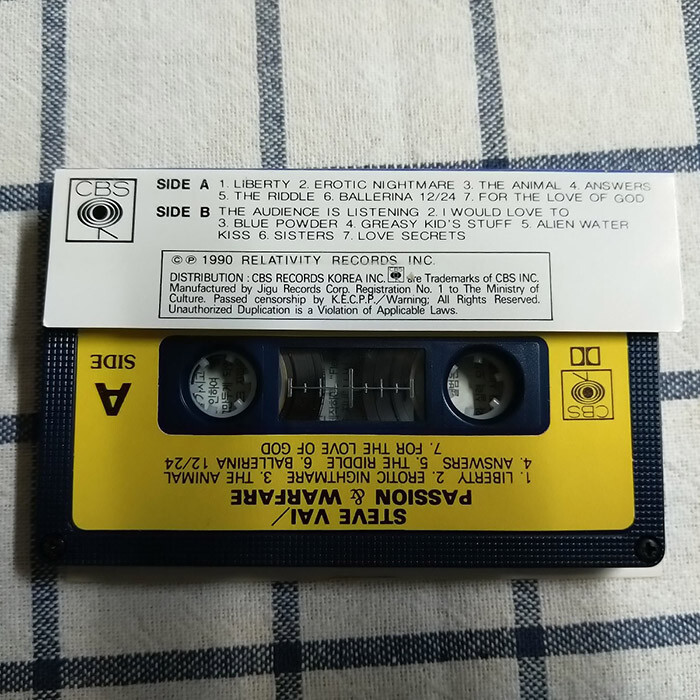 CBS
SIDE A 1. LIBERTY 2. EROTIC NIGHTMARE 3. THE ANIMAL 4. ANSWERS
5. THE RIDDLE 6. BALLERINA 12/24 7. FOR THE LOVE OF GOD
SIDE B THE AUDIENCE IS LISTENING 2. I WOULD LOVE TO
3. BLUE POWDER 4. GREASY KID'S STUFF 5. ALIEN WATER
KISS 6. SISTERS 7. LOVE SECRETS
© ℗ 1990 RELATIVITY RECORDS, INC.
DISTRIBUTION : CBS RECORDS KOREA INC. are Trademarks of CBS INC.
Manufactured by Jigu Records Corp. Registration No. 1 to The Ministry of
Culture. Passed censorship by K.E.C.P.P./Warning; All Rights Reserved.
Unauthorized Duplication is a Violation of Applicable Laws.
STEVE VAI/
PASSION & WARFARE
1. LIBERTY 2. EROTIC NIGHTMARE 3. THE ANIMAL
4. ANSWERS 5. THE RIDDLE 6. BALLERINA 12/24
7. FOR THE LOVE OF GOD
CBS
SIDE
A